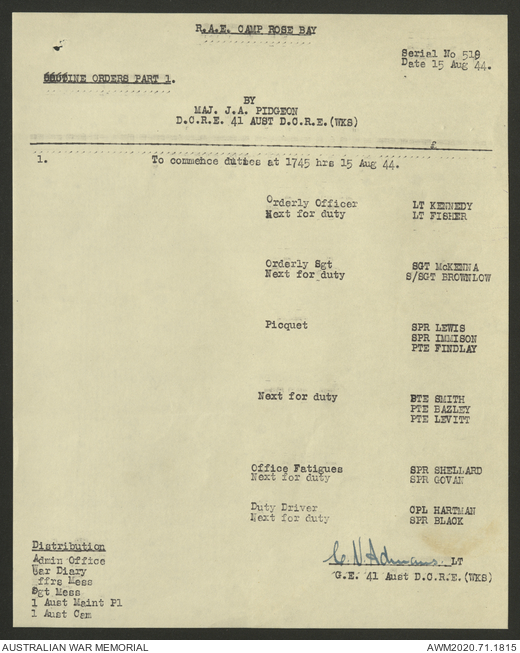 R.A.E. CAMP ROSE BAY
Serial No 518
Date 15 Aug 44.
ROUTINE ORDERS PART 1.
BY
MAJ. J.A. PIDGEON
D.C.R.E. 41 AUST D.C.R.E.(WKS)
1. To commence duties at 1745 hrs 15 Aug 44.
Orderly Officer LT KENNEDY
Next for duty LT FISHER
Orderly Sgt SGT McKENNA
Next for duty S/SGT BROWNLOW
Picquet SPR LEWIS
SPR IMMISON
PTE FINDLAY
Next for duty PTE SMITH
PTE BAZLEY
PTE LEVITT
Office Fatigues SPR SHELLARD
Next for duty SPR GOVAN
Duty Driver CPL HARTMAN
Next for duty SPR BLACK
Distribution
Admin Office
War Diary
Offrs Mess
Sgt Mess
1 Aust Maint Pl
1 Aust Cam
LT
G.E. 41 Aust D.C.R.E.(WKS)
AUSTRALIAN WAR MEMORIAL
AWM2020.71.1815